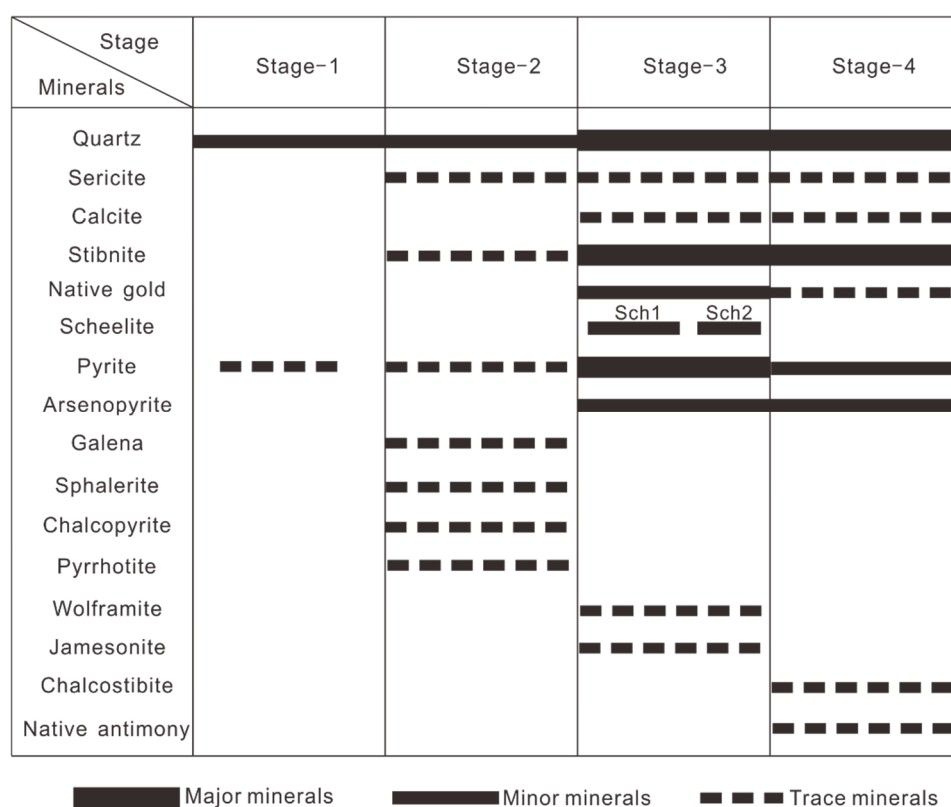 Stage
Minerals
Stage-1 Stage-2 Stage-3 Stage-4
Quartz
Sericite
Calcite
Stibnite
Native gold
Sch1 Sch2
Scheelite
Pyrite
Arsenopyrite
Galena
Sphalerite
Chalcopyrite
Pyrrhotite
Wolframite
Jamesonite
Chalcostibite
Native antimony
Major minerals Minor minerals Trace minerals